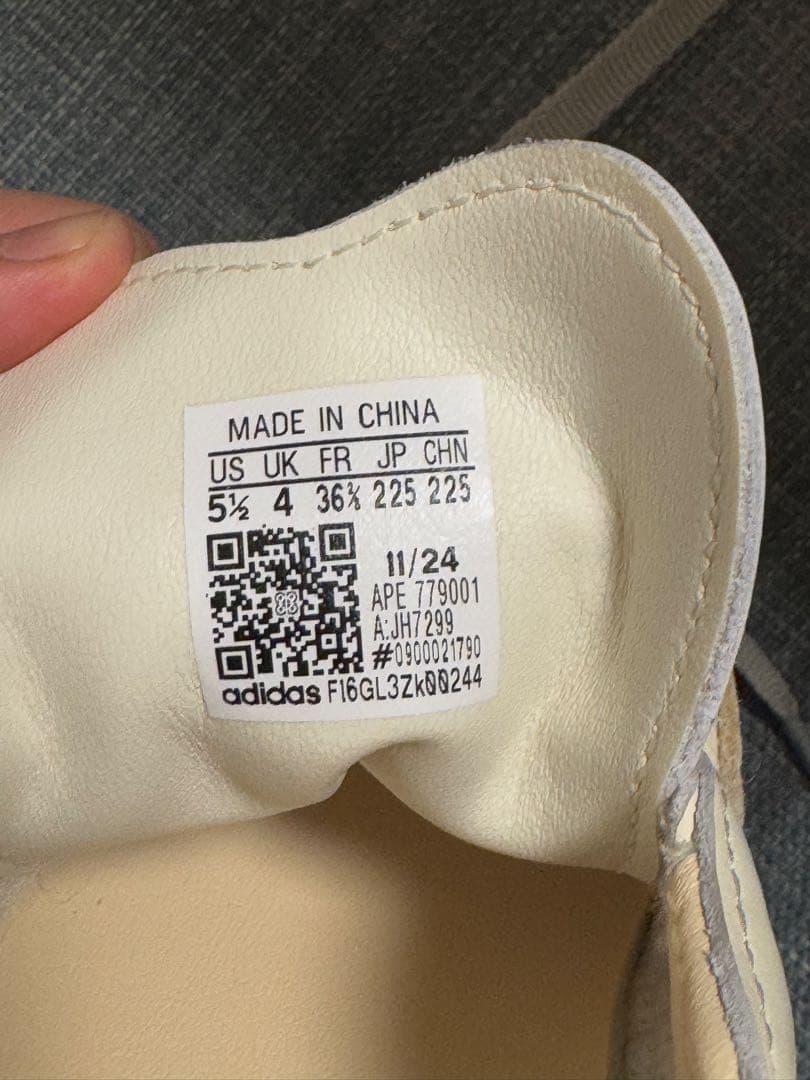 MADE IN CHINA
US UK FR JP CHN
5½ 4 36⅔ 225 225
11/24
APE 779001
A:JH7299
#0900021790
adidas FI6GL3Zk00244